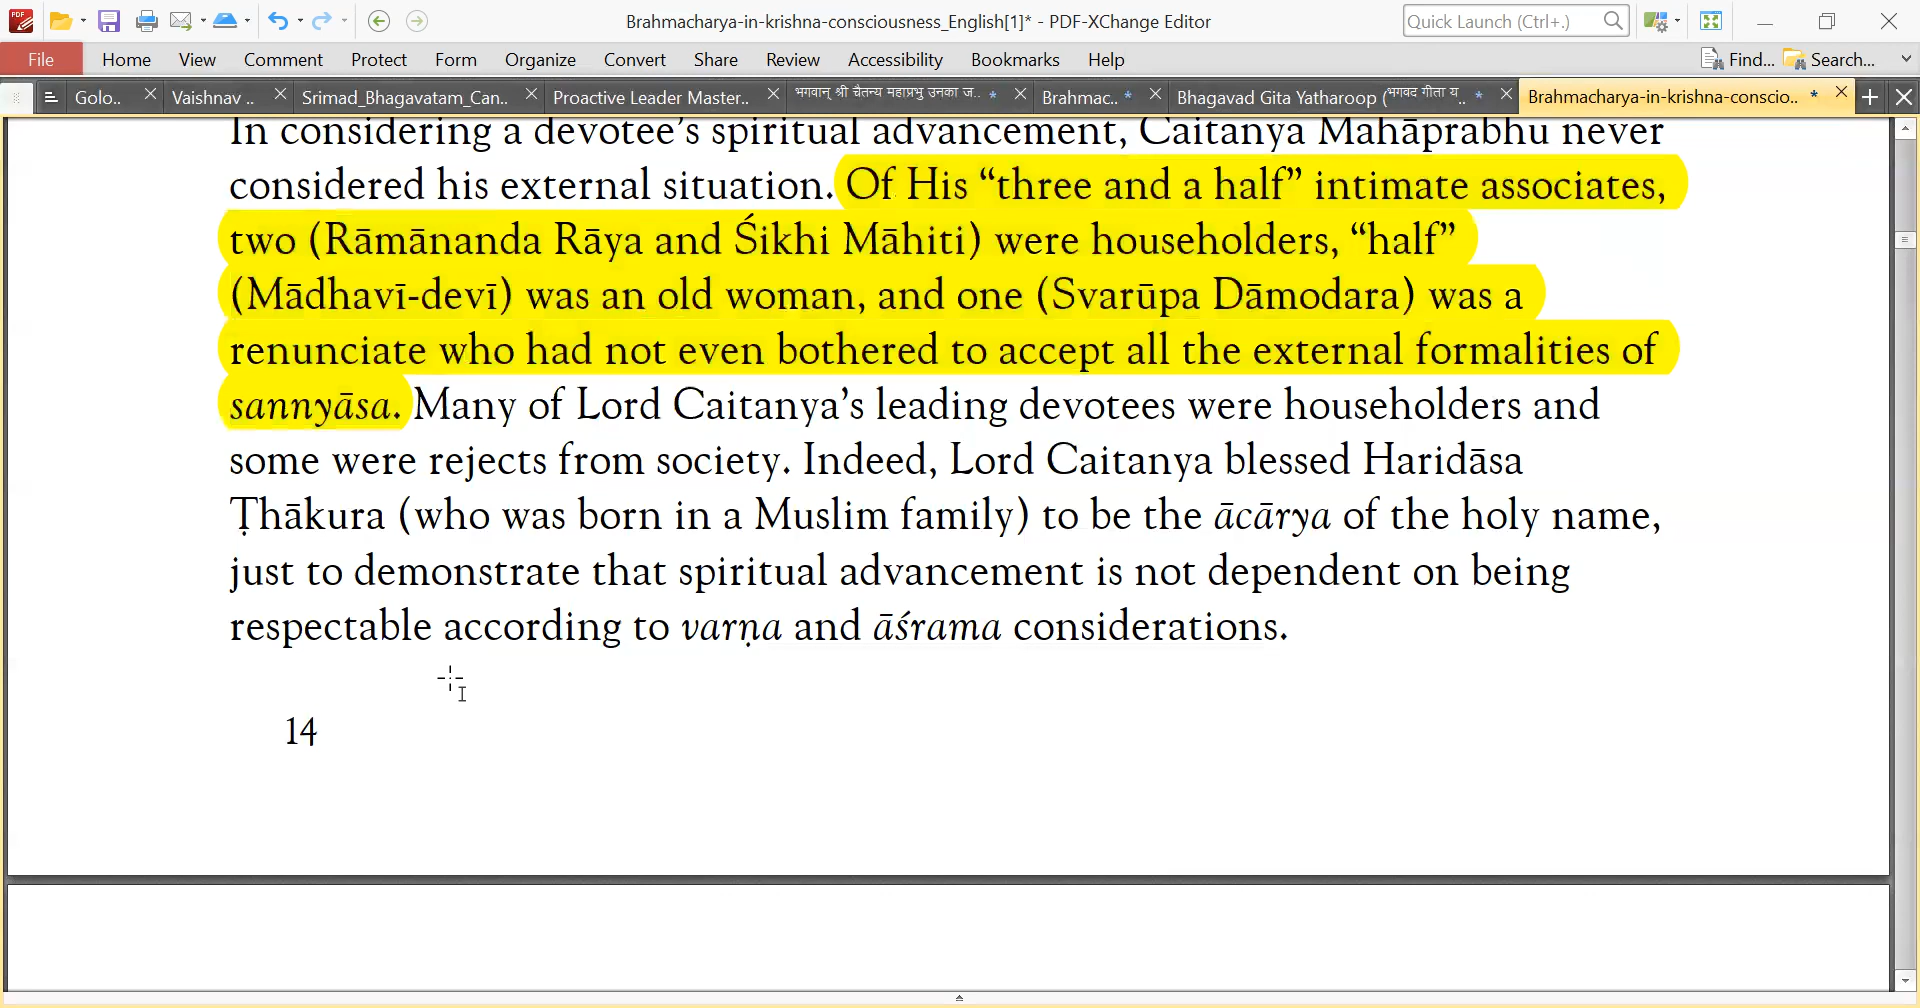 Brahmacharya-in-krishna-consciousness_English[1]* - PDF-XChange Editor
Quick Launch (Ctrl+.)
File Home View Comment Protect Form Organize Convert Share Review Accessibility Bookmarks Help Find... Search...
Golo.. Vaishnav .. Srimad_Bhagavatam_Can.. Proactive Leader Master.. भगवान् श्री चैतन्य महाप्रभु उनका ज.. * Brahmac.. * Bhagavad Gita Yatharoop (भगवद गीता य.. * Brahmacharya-in-krishna-conscio.. *
In considering a devotee’s spiritual advancement, Caitanya Mahāprabhu never
considered his external situation. Of His “three and a half” intimate associates,
two (Rāmānanda Rāya and Śikhi Māhiti) were householders, “half”
(Mādhavī-devī) was an old woman, and one (Svarūpa Dāmodara) was a
renunciate who had not even bothered to accept all the external formalities of
sannyāsa. Many of Lord Caitanya’s leading devotees were householders and
some were rejects from society. Indeed, Lord Caitanya blessed Haridāsa
Ṭhākura (who was born in a Muslim family) to be the ācārya of the holy name,
just to demonstrate that spiritual advancement is not dependent on being
respectable according to varṇa and āśrama considerations.
14